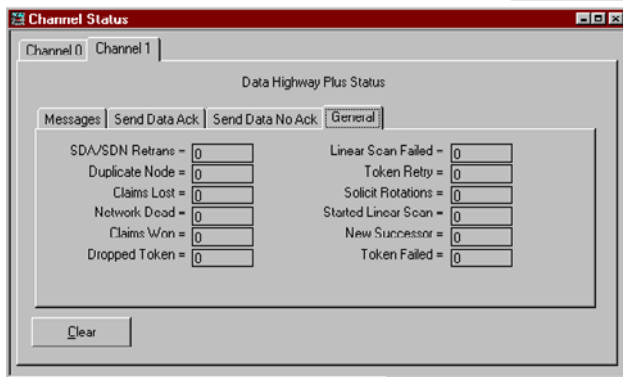 Channel Status
Channel 0 Channel 1
Data Highway Plus Status
Messages Send Data Ack Send Data No Ack General
SDA/SDN Retrans = 0 Linear Scan Failed = 0
Duplicate Node = 0 Token Retry = 0
Claims Lost = 0 Solicit Rotations = 0
Network Dead = 0 Started Linear Scan = 0
Claims Won = 0 New Successor = 0
Dropped Token = 0 Token Failed = 0
Clear